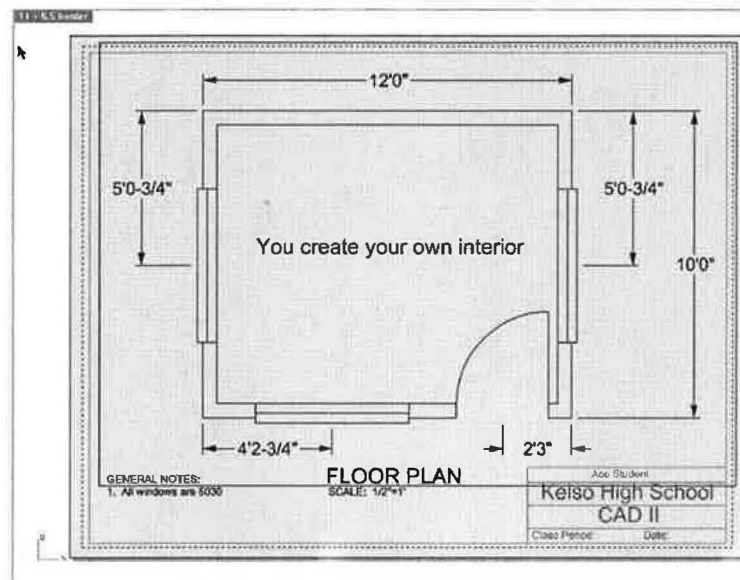 12'0"
5'0-3/4"
5'0-3/4"
You create your own interior
10'0"
4'2-3/4"
2'3"
GENERAL NOTES:
1. All windows are 5030
FLOOR PLAN
SCALE: 1/2"=1'
Ace Student
Kelso High School
CAD II
Class Period: Date: